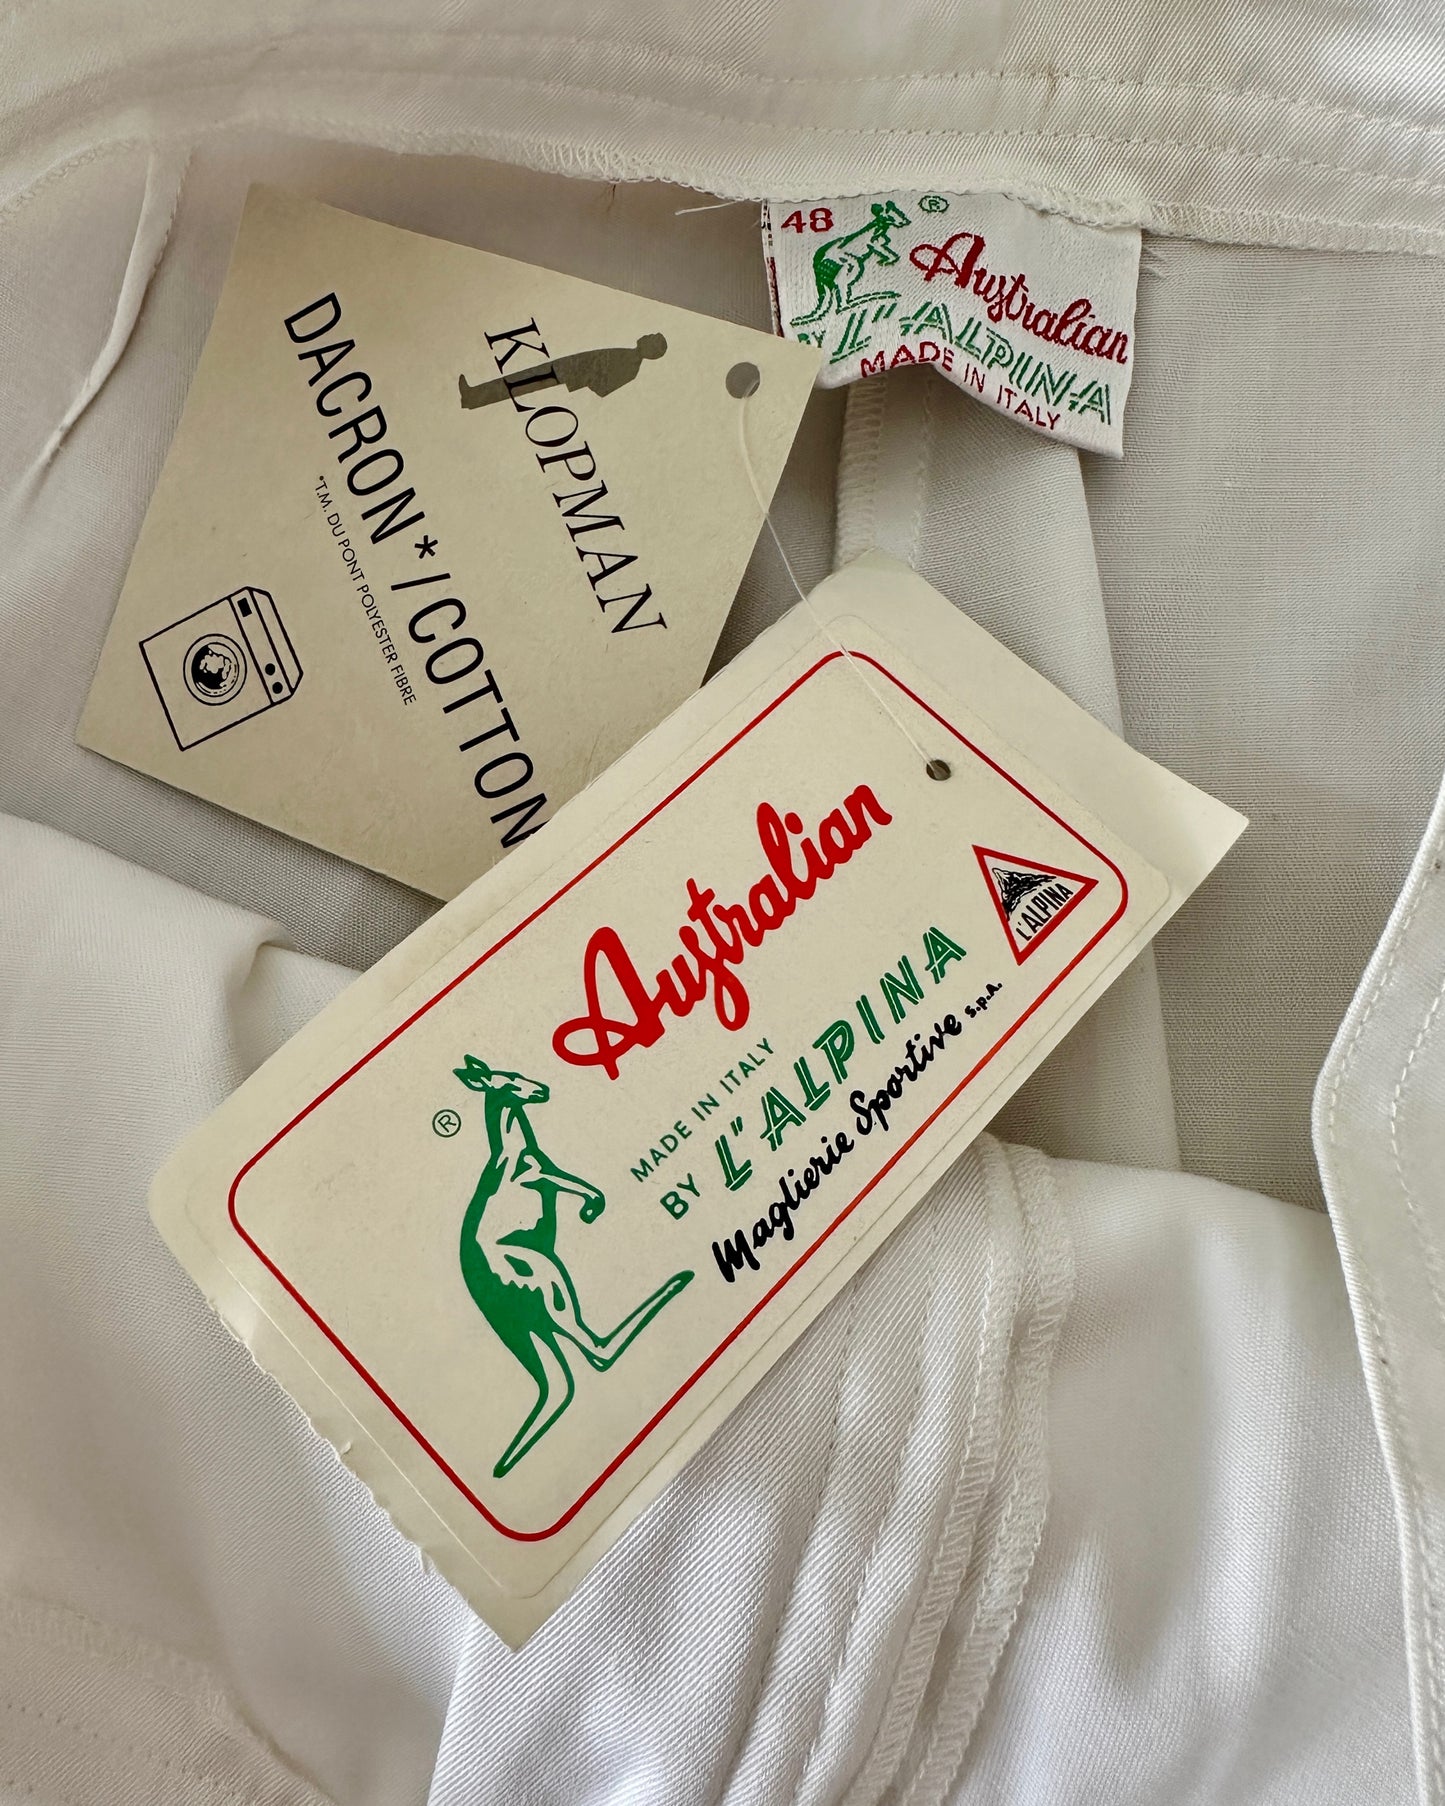 48
®
Australian
BY L'ALPINA
MADE IN ITALY
KLOPMAN
DACRON*/COTTON
*T.M. DU PONT POLYESTER FIBRE
Australian
MADE IN ITALY
BY L'ALPINA
Maglierie Sportive S.P.A.
®
L'ALPINA